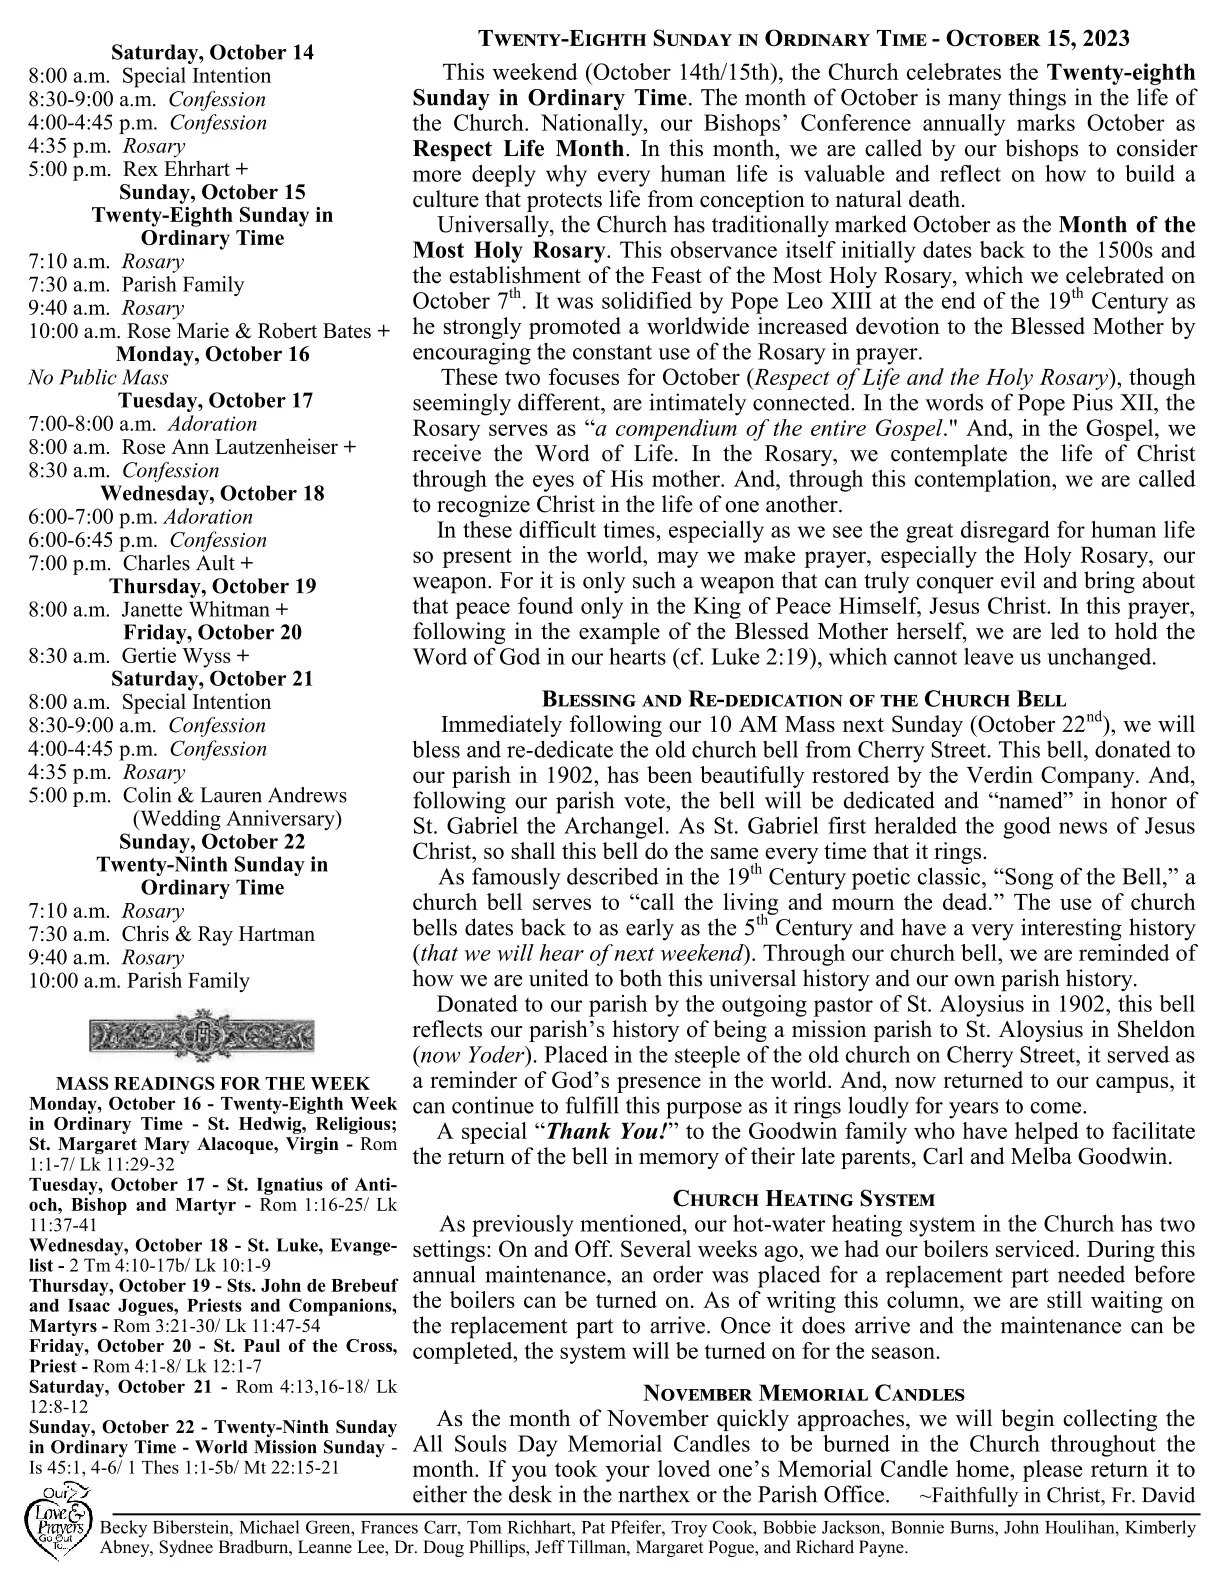 Saturday, October 14
8:00 a.m.  Special Intention
8:30-9:00 a.m.  Confession
4:00-4:45 p.m.  Confession
4:35 p.m.  Rosary
5:00 p.m.  Rex Ehrhart +
Sunday, October 15
Twenty-Eighth Sunday in
Ordinary Time
7:10 a.m.  Rosary
7:30 a.m.  Parish Family
9:40 a.m.  Rosary
10:00 a.m. Rose Marie & Robert Bates +
Monday, October 16
No Public Mass
Tuesday, October 17
7:00-8:00 a.m.  Adoration
8:00 a.m.  Rose Ann Lautzenheiser +
8:30 a.m.  Confession
Wednesday, October 18
6:00-7:00 p.m. Adoration
6:00-6:45 p.m.  Confession
7:00 p.m.  Charles Ault +
Thursday, October 19
8:00 a.m.  Janette Whitman +
Friday, October 20
8:30 a.m.  Gertie Wyss +
Saturday, October 21
8:00 a.m.  Special Intention
8:30-9:00 a.m.  Confession
4:00-4:45 p.m.  Confession
4:35 p.m.  Rosary
5:00 p.m.  Colin & Lauren Andrews
(Wedding Anniversary)
Sunday, October 22
Twenty-Ninth Sunday in
Ordinary Time
7:10 a.m.  Rosary
7:30 a.m.  Chris & Ray Hartman
9:40 a.m.  Rosary
10:00 a.m. Parish Family
MASS READINGS FOR THE WEEK
Monday, October 16 - Twenty-Eighth Week
in Ordinary Time - St. Hedwig, Religious;
St. Margaret Mary Alacoque, Virgin - Rom
1:1-7/ Lk 11:29-32
Tuesday, October 17 - St. Ignatius of Anti-
och, Bishop and Martyr - Rom 1:16-25/ Lk
11:37-41
Wednesday, October 18 - St. Luke, Evange-
list - 2 Tm 4:10-17b/ Lk 10:1-9
Thursday, October 19 - Sts. John de Brebeuf
and Isaac Jogues, Priests and Companions,
Martyrs - Rom 3:21-30/ Lk 11:47-54
Friday, October 20 - St. Paul of the Cross,
Priest - Rom 4:1-8/ Lk 12:1-7
Saturday, October 21 - Rom 4:13,16-18/ Lk
12:8-12
Sunday, October 22 - Twenty-Ninth Sunday
in Ordinary Time - World Mission Sunday -
Is 45:1, 4-6/ 1 Thes 1:1-5b/ Mt 22:15-21
Twenty-Eighth Sunday in Ordinary Time - October 15, 2023
This weekend (October 14th/15th), the Church celebrates the Twenty-eighth
Sunday in Ordinary Time. The month of October is many things in the life of
the Church. Nationally, our Bishops’ Conference annually marks October as
Respect Life Month. In this month, we are called by our bishops to consider
more deeply why every human life is valuable and reflect on how to build a
culture that protects life from conception to natural death.
Universally, the Church has traditionally marked October as the Month of the
Most Holy Rosary. This observance itself initially dates back to the 1500s and
the establishment of the Feast of the Most Holy Rosary, which we celebrated on
October 7th. It was solidified by Pope Leo XIII at the end of the 19th Century as
he strongly promoted a worldwide increased devotion to the Blessed Mother by
encouraging the constant use of the Rosary in prayer.
These two focuses for October (Respect of Life and the Holy Rosary), though
seemingly different, are intimately connected. In the words of Pope Pius XII, the
Rosary serves as “a compendium of the entire Gospel." And, in the Gospel, we
receive the Word of Life. In the Rosary, we contemplate the life of Christ
through the eyes of His mother. And, through this contemplation, we are called
to recognize Christ in the life of one another.
In these difficult times, especially as we see the great disregard for human life
so present in the world, may we make prayer, especially the Holy Rosary, our
weapon. For it is only such a weapon that can truly conquer evil and bring about
that peace found only in the King of Peace Himself, Jesus Christ. In this prayer,
following in the example of the Blessed Mother herself, we are led to hold the
Word of God in our hearts (cf. Luke 2:19), which cannot leave us unchanged.
Blessing and Re-dedication of the Church Bell
Immediately following our 10 AM Mass next Sunday (October 22nd), we will
bless and re-dedicate the old church bell from Cherry Street. This bell, donated to
our parish in 1902, has been beautifully restored by the Verdin Company. And,
following our parish vote, the bell will be dedicated and “named” in honor of
St. Gabriel the Archangel. As St. Gabriel first heralded the good news of Jesus
Christ, so shall this bell do the same every time that it rings.
As famously described in the 19th Century poetic classic, “Song of the Bell,” a
church bell serves to “call the living and mourn the dead.” The use of church
bells dates back to as early as the 5th Century and have a very interesting history
(that we will hear of next weekend). Through our church bell, we are reminded of
how we are united to both this universal history and our own parish history.
Donated to our parish by the outgoing pastor of St. Aloysius in 1902, this bell
reflects our parish’s history of being a mission parish to St. Aloysius in Sheldon
(now Yoder). Placed in the steeple of the old church on Cherry Street, it served as
a reminder of God’s presence in the world. And, now returned to our campus, it
can continue to fulfill this purpose as it rings loudly for years to come.
A special “Thank You!” to the Goodwin family who have helped to facilitate
the return of the bell in memory of their late parents, Carl and Melba Goodwin.
Church Heating System
As previously mentioned, our hot-water heating system in the Church has two
settings: On and Off. Several weeks ago, we had our boilers serviced. During this
annual maintenance, an order was placed for a replacement part needed before
the boilers can be turned on. As of writing this column, we are still waiting on
the replacement part to arrive. Once it does arrive and the maintenance can be
completed, the system will be turned on for the season.
November Memorial Candles
As the month of November quickly approaches, we will begin collecting the
All Souls Day Memorial Candles to be burned in the Church throughout the
month. If you took your loved one’s Memorial Candle home, please return it to
either the desk in the narthex or the Parish Office.    ~Faithfully in Christ, Fr. David
Our
Love &
Prayers
Go Out
To...
Becky Biberstein, Michael Green, Frances Carr, Tom Richhart, Pat Pfeifer, Troy Cook, Bobbie Jackson, Bonnie Burns, John Houlihan, Kimberly
Abney, Sydnee Bradburn, Leanne Lee, Dr. Doug Phillips, Jeff Tillman, Margaret Pogue, and Richard Payne.